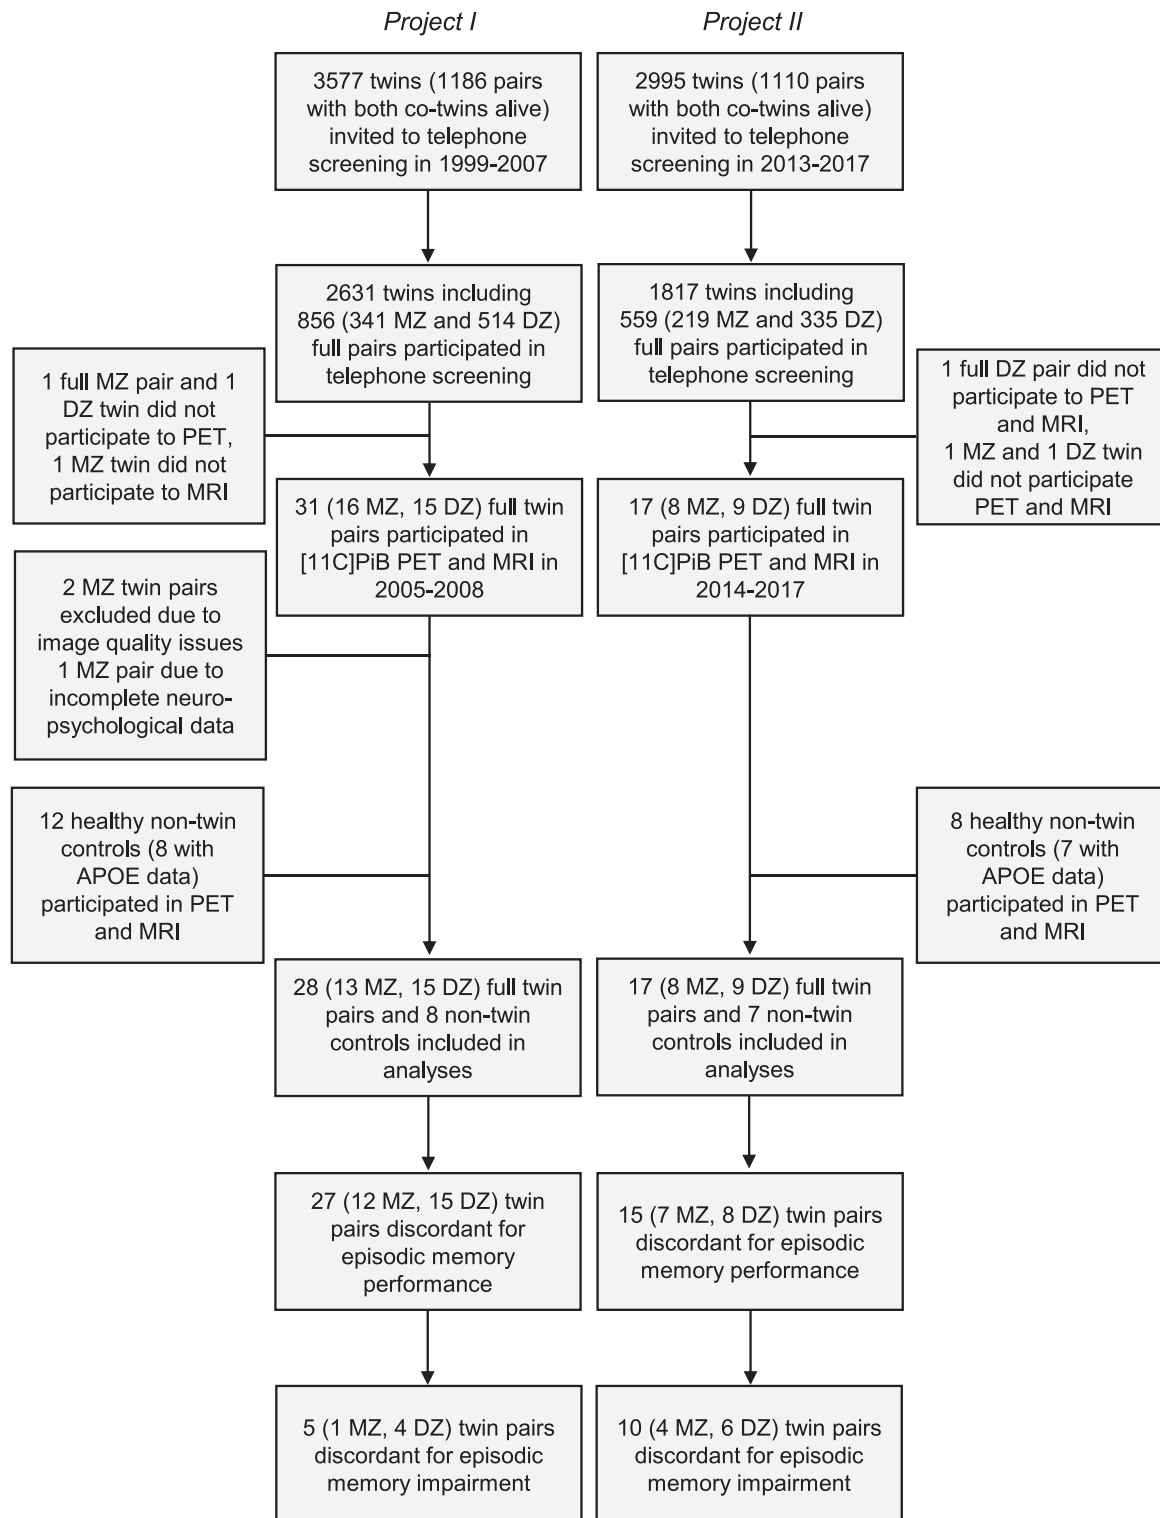 Project I
Project II
3577 twins (1186 pairs
with both co-twins alive)
invited to telephone
screening in 1999-2007
2995 twins (1110 pairs
with both co-twins alive)
invited to telephone
screening in 2013-2017
2631 twins including
856 (341 MZ and 514 DZ)
full pairs participated in
telephone screening
1817 twins including
559 (219 MZ and 335 DZ)
full pairs participated in
telephone screening
1 full MZ pair and 1
DZ twin did not
participate to PET,
1 MZ twin did not
participate to MRI
1 full DZ pair did not
participate to PET
and MRI,
1 MZ and 1 DZ twin
did not participate
PET and MRI
31 (16 MZ, 15 DZ) full twin
pairs participated in
[11C]PiB PET and MRI in
2005-2008
17 (8 MZ, 9 DZ) full twin
pairs participated in
[11C]PiB PET and MRI in
2014-2017
2 MZ twin pairs
excluded due to
image quality issues
1 MZ pair due to
incomplete neuro-
psychological data
12 healthy non-twin
controls (8 with
APOE data)
participated in PET
and MRI
8 healthy non-twin
controls (7 with
APOE data)
participated in PET
and MRI
28 (13 MZ, 15 DZ) full twin
pairs and 8 non-twin
controls included in
analyses
17 (8 MZ, 9 DZ) full twin
pairs and 7 non-twin
controls included in
analyses
27 (12 MZ, 15 DZ) twin
pairs discordant for
episodic memory
performance
15 (7 MZ, 8 DZ) twin pairs
discordant for episodic
memory performance
5 (1 MZ, 4 DZ) twin pairs
discordant for episodic
memory impairment
10 (4 MZ, 6 DZ) twin pairs
discordant for episodic
memory impairment